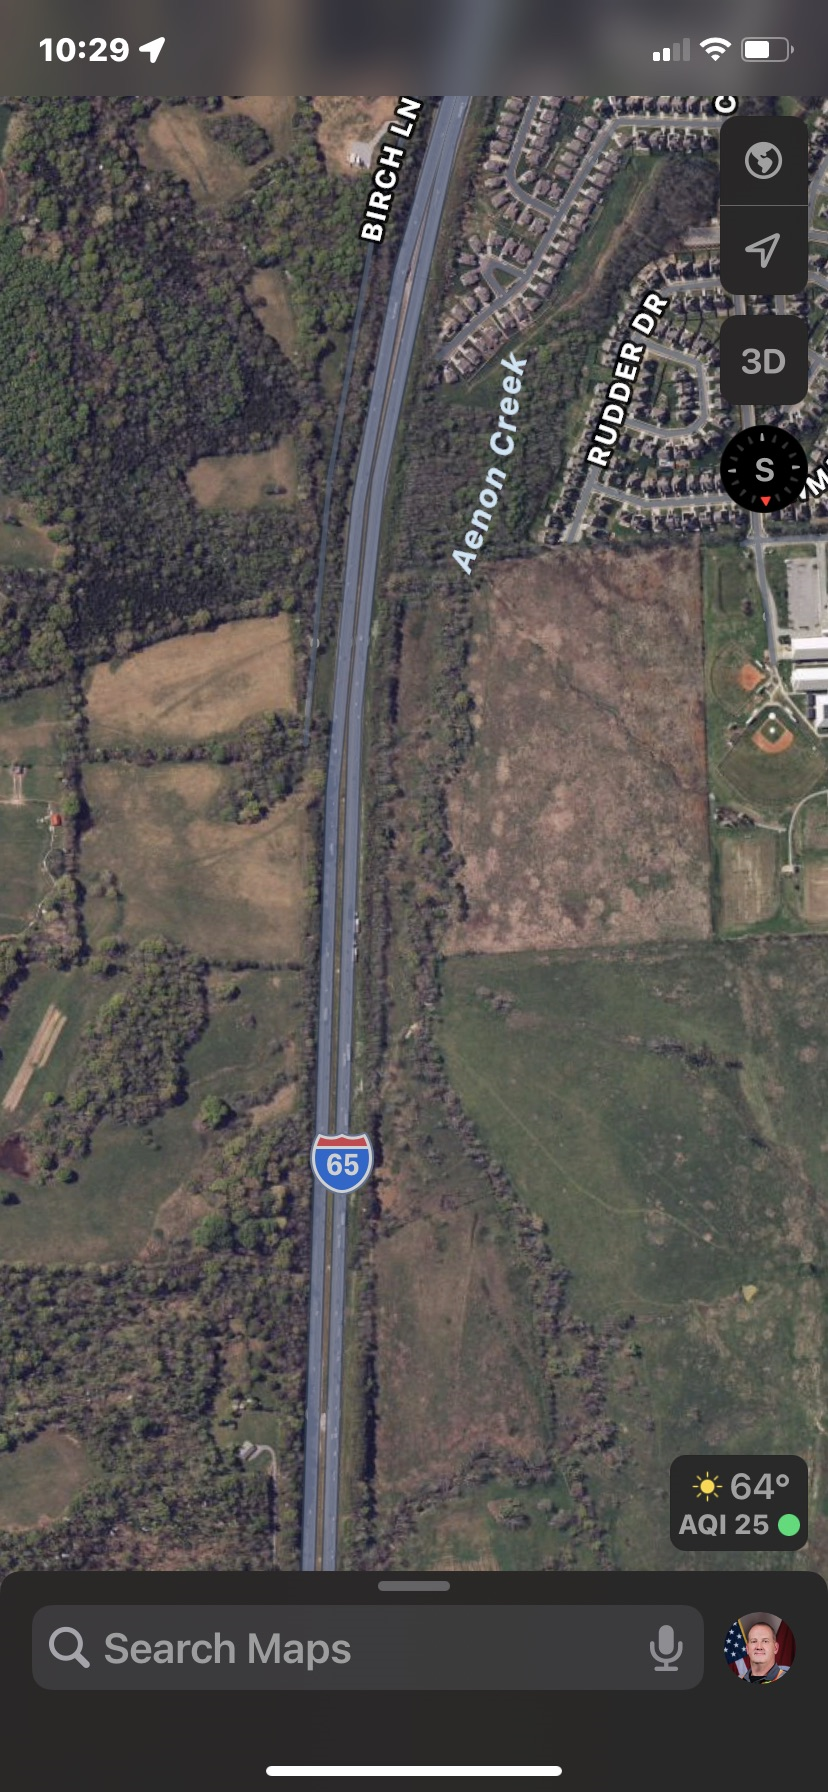 10:29
BIRCH LN
C
3D
RUDDER DR
S
Aenon Creek
65
64°
AQI 25
Search Maps